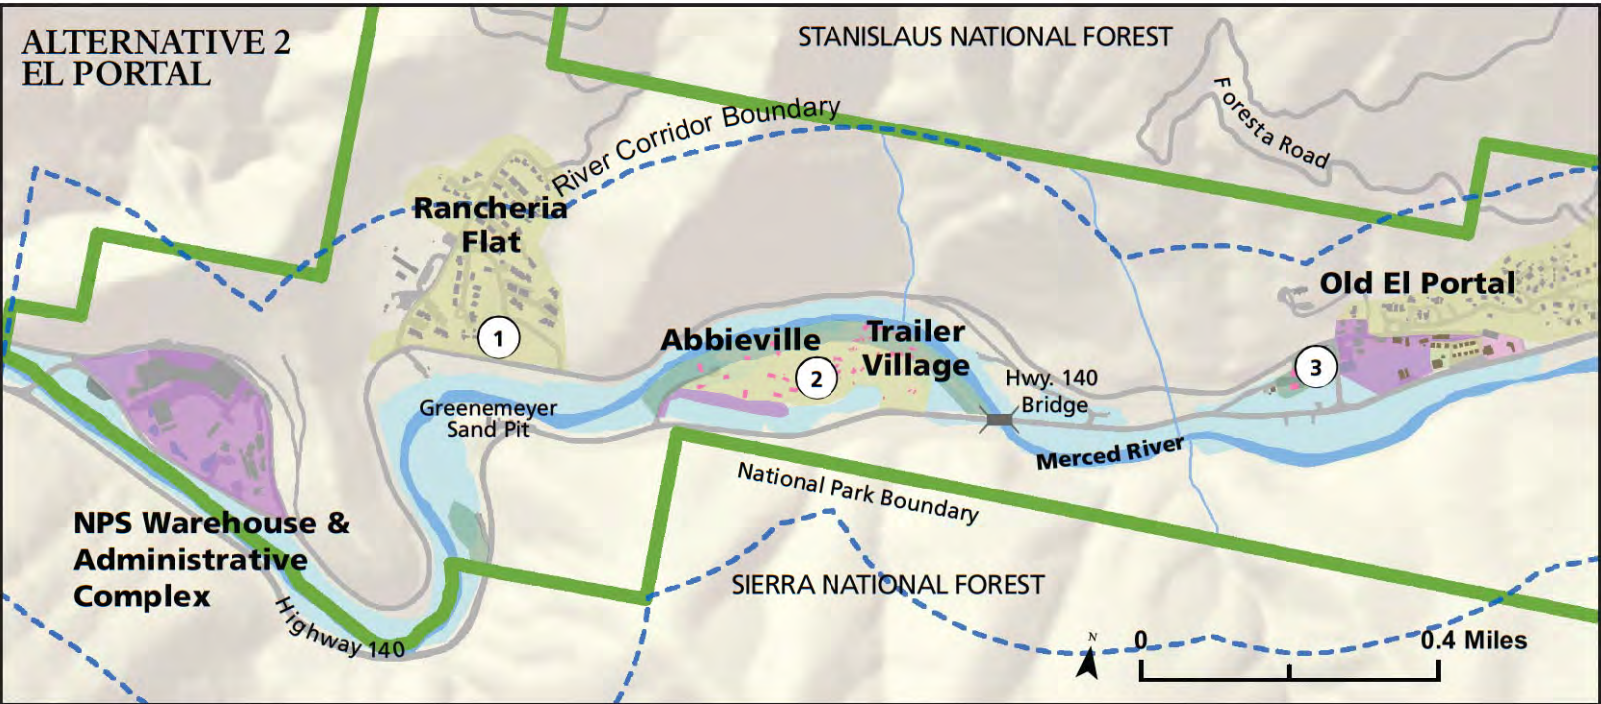 ALTERNATIVE 2
EL PORTAL
STANISLAUS NATIONAL FOREST
Foresta Road
River Corridor Boundary
Rancheria
Flat
1
Old El Portal
Abbieville
Trailer
Village
2
3
Hwy. 140
Bridge
Greenemeyer
Sand Pit
Merced River
National Park Boundary
NPS Warehouse &
Administrative
Complex
Highway 140
SIERRA NATIONAL FOREST
N
0
0.4 Miles